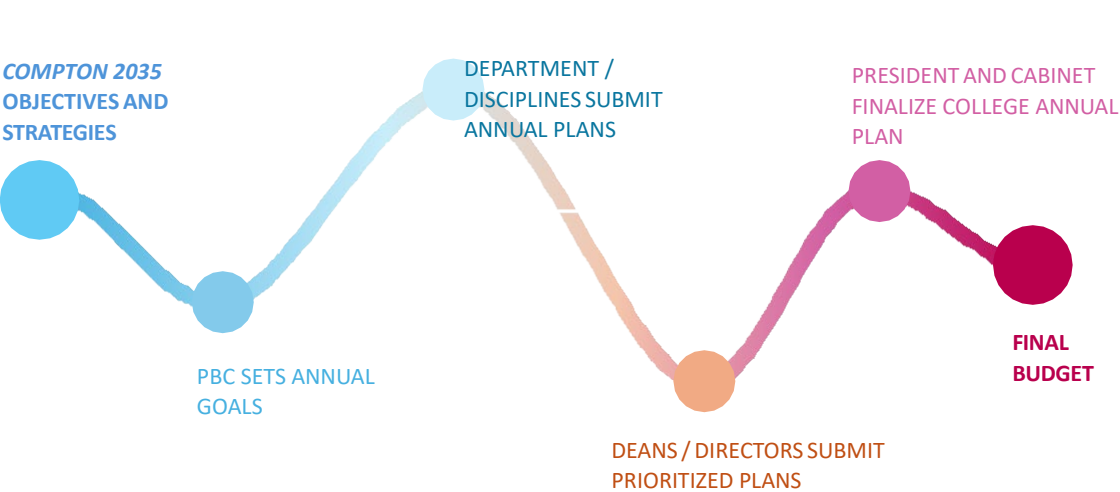 COMPTON 2035
OBJECTIVES AND
STRATEGIES
PBC SETS ANNUAL
GOALS
DEPARTMENT /
DISCIPLINES SUBMIT
ANNUAL PLANS
DEANS / DIRECTORS SUBMIT
PRIORITIZED PLANS
PRESIDENT AND CABINET
FINALIZE COLLEGE ANNUAL
PLAN
FINAL
BUDGET